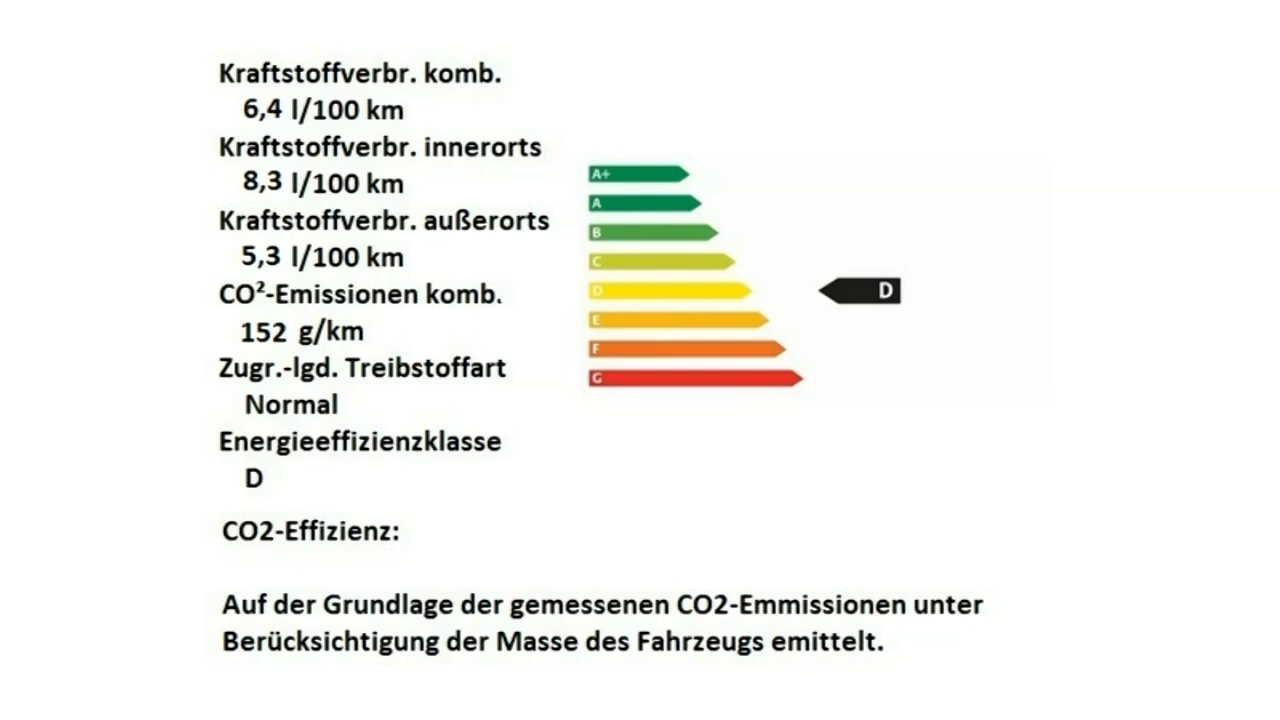 Kraftstoffverbr. komb.
6,4 l/100 km
Kraftstoffverbr. innerorts
8,3 l/100 km
Kraftstoffverbr. außerorts
5,3 l/100 km
CO²-Emissionen komb.
152 g/km
Zugr.-lgd. Treibstoffart
Normal
Energieeffizienzklasse
D
A+
A
B
C
D
D
E
F
G
CO2-Effizienz:
Auf der Grundlage der gemessenen CO2-Emmissionen unter
Berücksichtigung der Masse des Fahrzeugs emittelt.